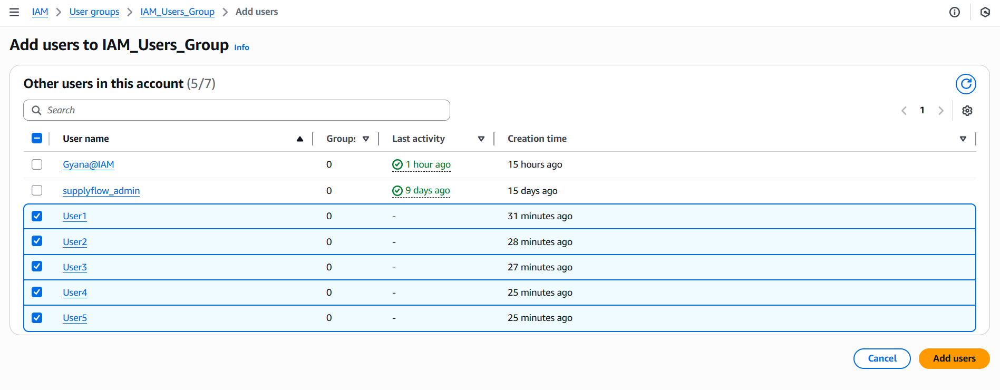 IAM > User groups > IAM_Users_Group > Add users
Add users to IAM_Users_Group Info
Other users in this account (5/7)
Search
1
User name Groups Last activity Creation time
Gyana@IAM 0 1 hour ago 15 hours ago
supplyflow_admin 0 9 days ago 15 days ago
User1 0 - 31 minutes ago
User2 0 - 28 minutes ago
User3 0 - 27 minutes ago
User4 0 - 25 minutes ago
User5 0 - 25 minutes ago
Cancel Add users